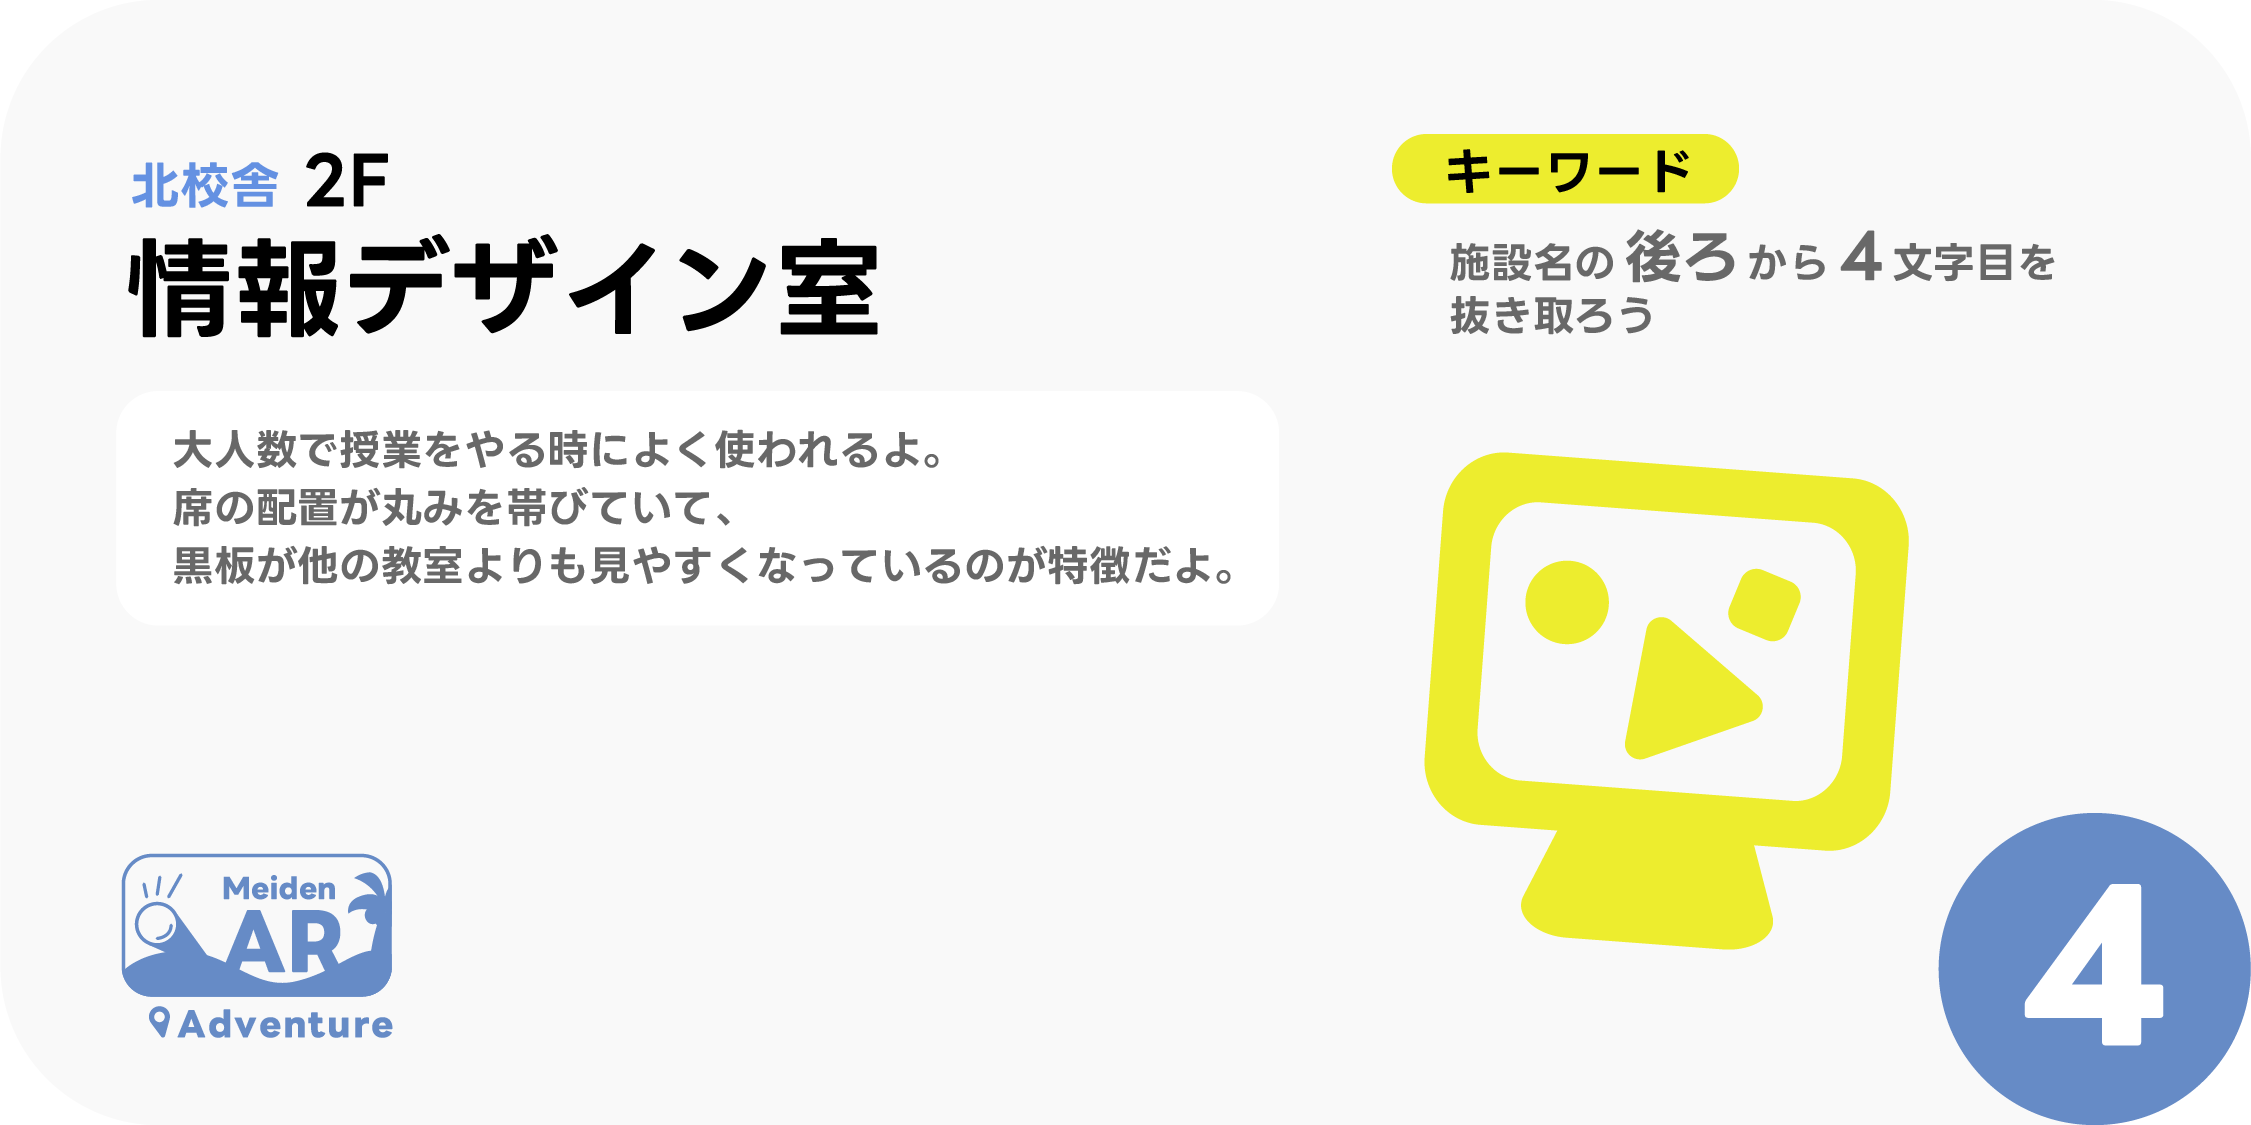 北校舎 2F
情報デザイン室
大人数で授業をやる時によく使われるよ。
席の配置が丸みを帯びていて、
黒板が他の教室よりも見やすくなっているのが特徴だよ。
キーワード
施設名の 後ろ から 4 文字目を
抜き取ろう
Meiden
AR
Adventure
4